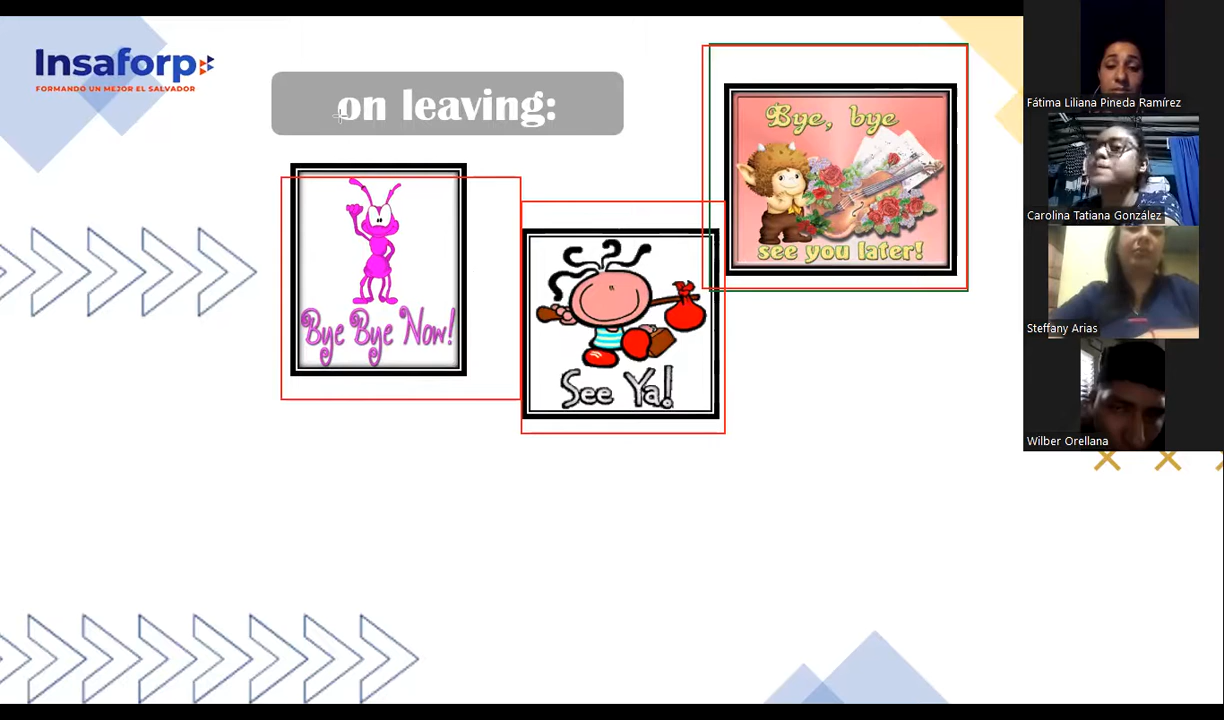 Insaforp
FORMANDO UN MEJOR EL SALVADOR
on leaving:
Bye Bye Now!
See Ya!
Bye, bye
see you later!
Fátima Liliana Pineda Ramírez
Carolina Tatiana González
Steffany Arias
Wilber Orellana